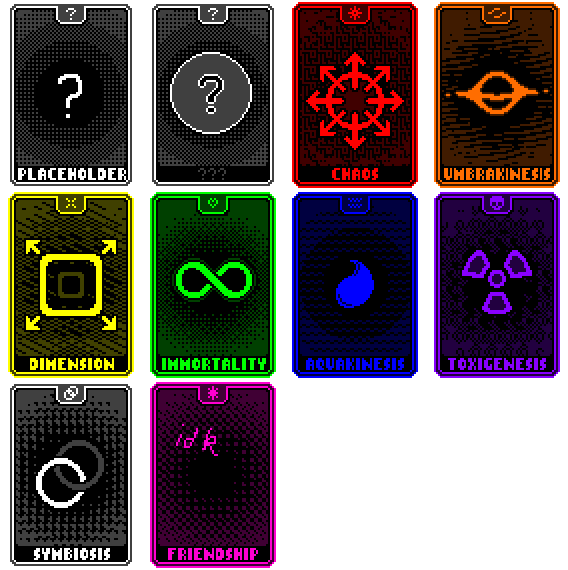 ?
?
PLACEHOLDER
?
?
???
CHAOS
UMBRAKINESIS
DIMENSION
IMMORTALITY
AQUAKINESIS
TOXIGENESIS
SYMBIOSIS
idk
FRIENDSHIP